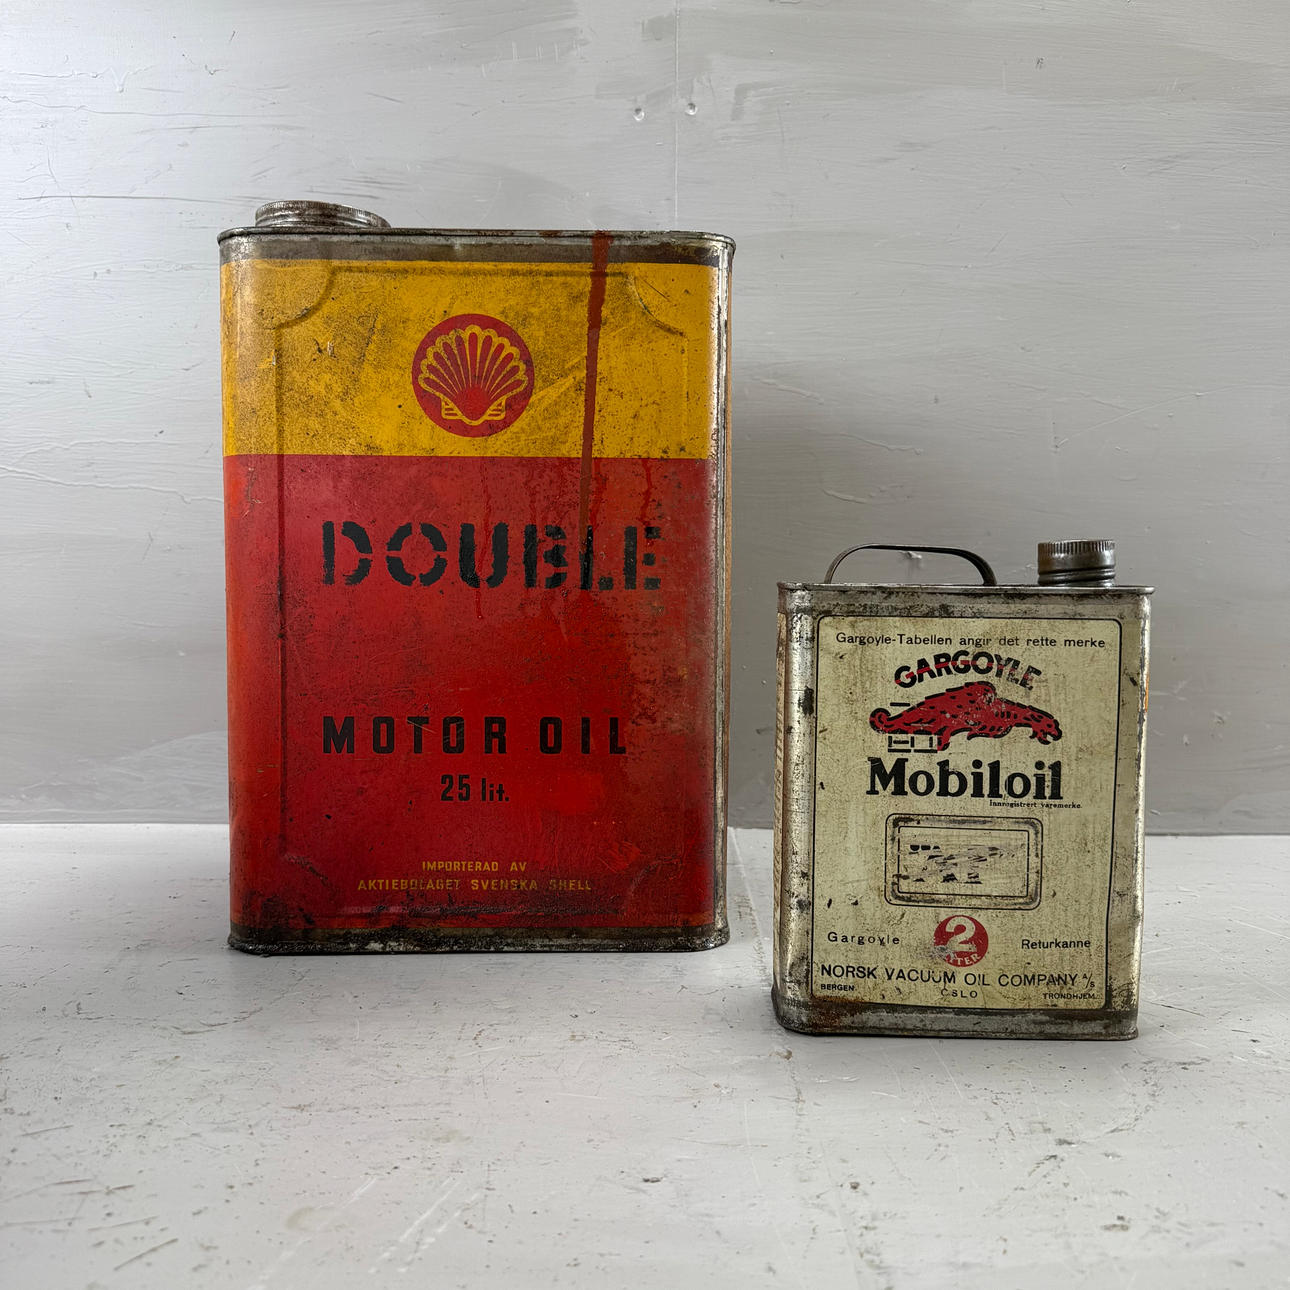 DOUBLE
MOTOR OIL
25 lit.
IMPORTERAD AV
AKTIEBOLAGET SVENSKA SHELL
Gargoyle-Tabellen angir det rette merke
GARGOYLE
Mobiloil
Innregistrert varemerke
2
LITER
Gargoyle
Returkanne
NORSK VACUUM OIL COMPANY A/S
BERGEN
OSLO
TRONDHJEM